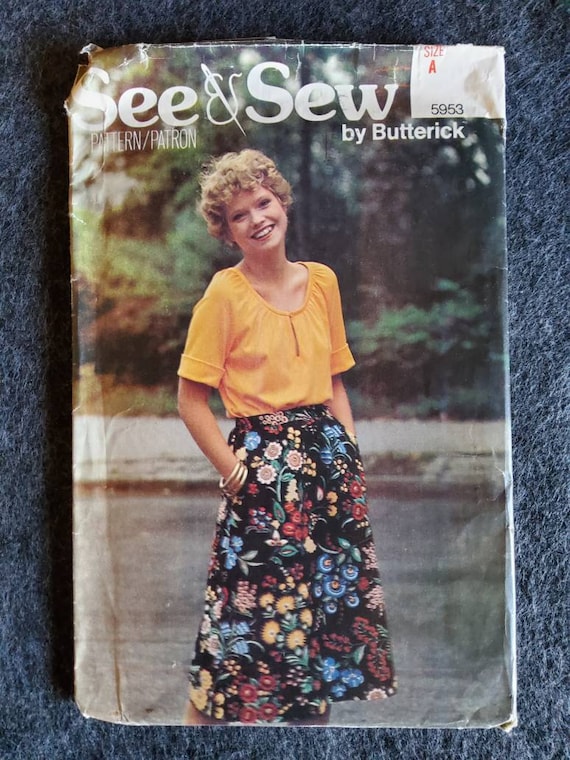 See & Sew
PATTERN/PATRON
by Butterick
SIZE
A
5953